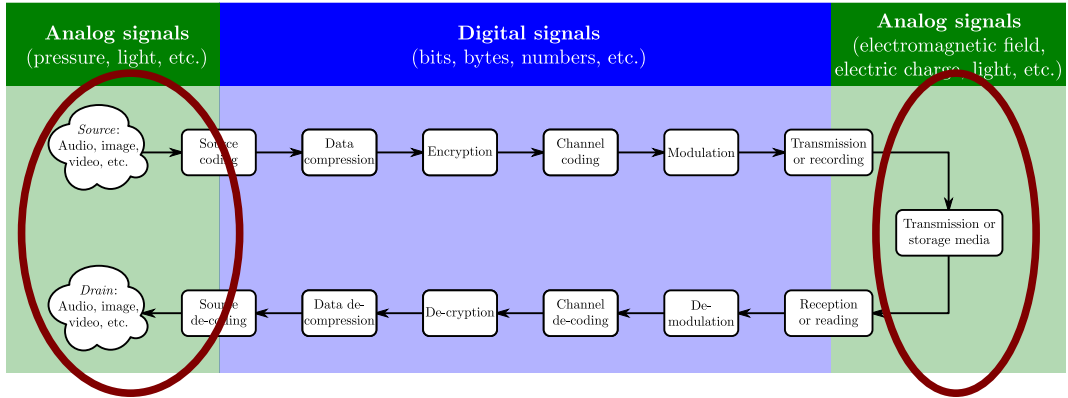 Analog signals
(pressure, light, etc.)
Digital signals
(bits, bytes, numbers, etc.)
Analog signals
(electromagnetic field,
electric charge, light, etc.)
Source:
Audio, image,
video, etc.
Source
coding
Data
compression
Encryption
Channel
coding
Modulation
Transmission
or recording
Transmission or
storage media
Drain:
Audio, image,
video, etc.
Source
de-coding
Data de-
compression
De-cryption
Channel
de-coding
De-
modulation
Reception
or reading